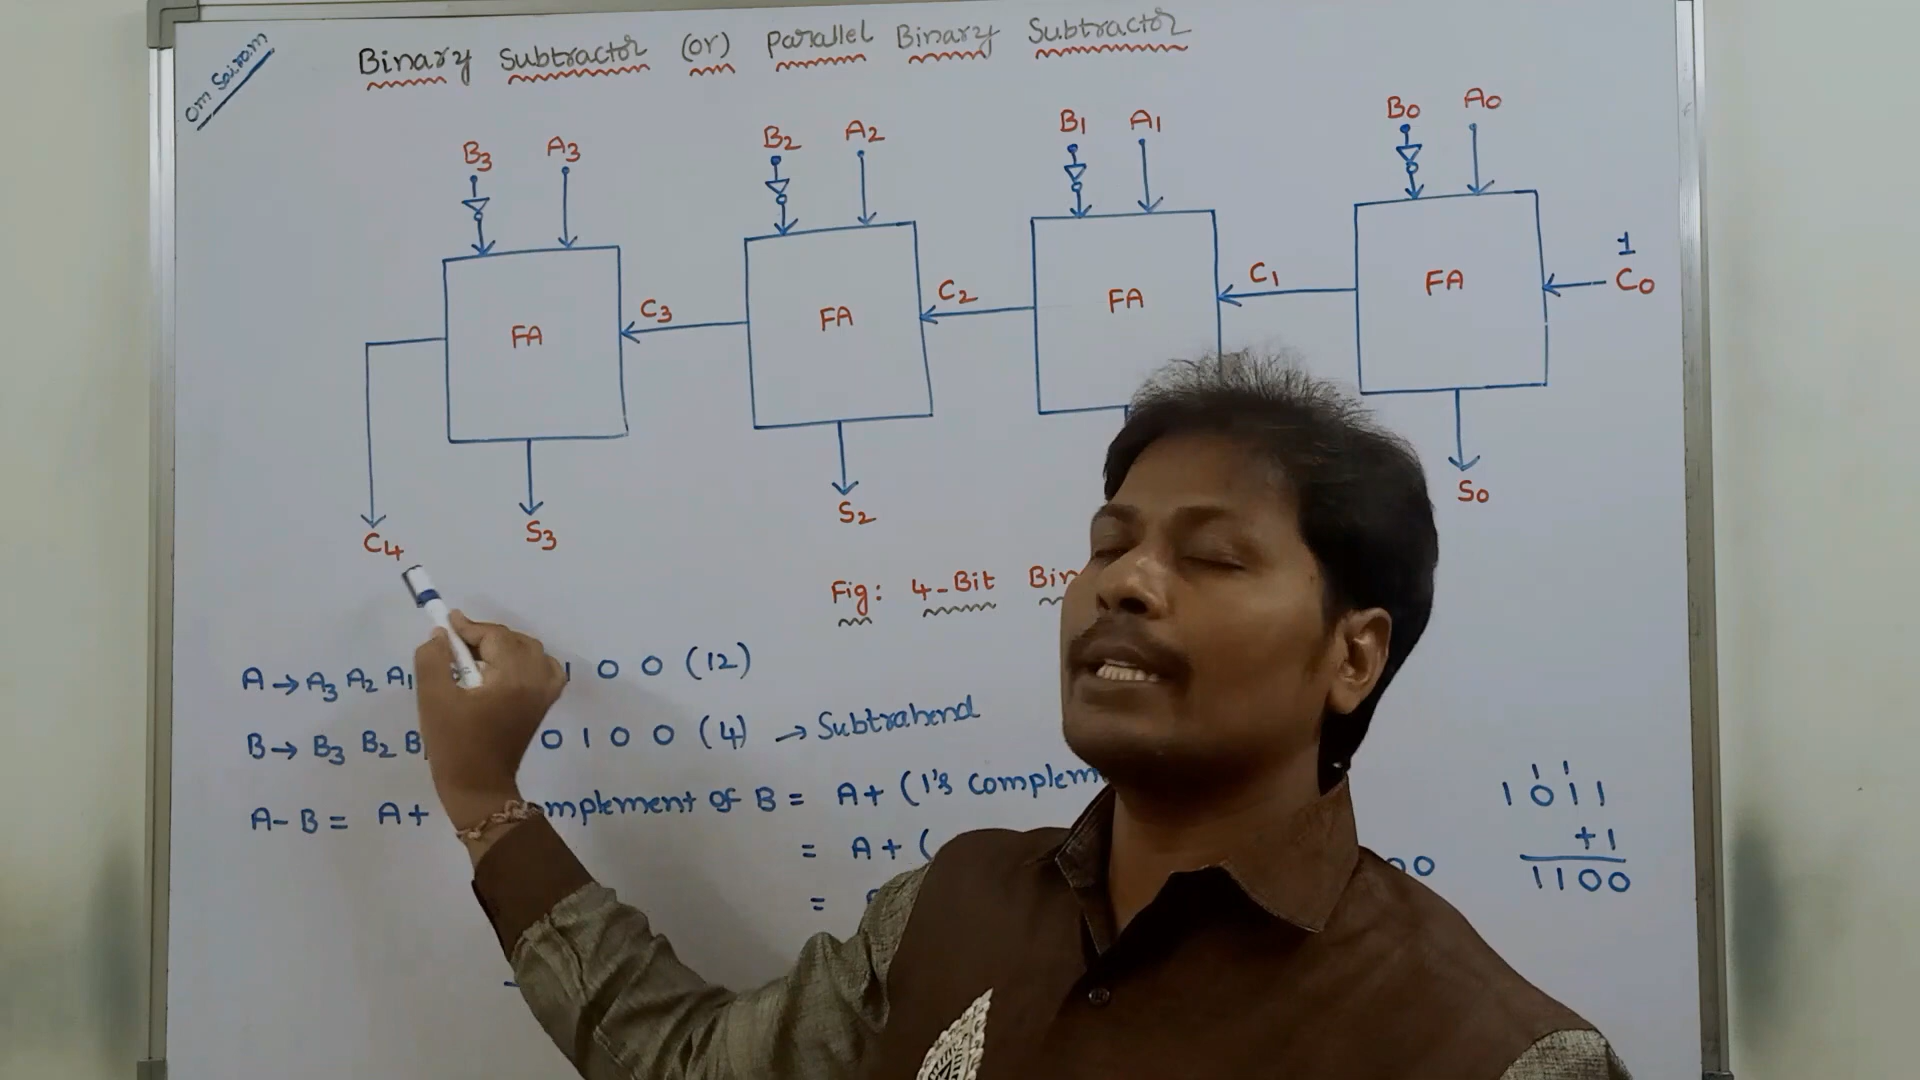 Om Sairam
Binary Subtractor (or) Parallel Binary Subtractor
B3 A3 B2 A2 B1 A1 B0 A0
1
FA C3 FA C2 FA C1 FA C0
C4 S3 S2 S0
Fig: 4-Bit
A→ A3 A2 A1 1 0 0 (12)
B→ B3 B2 0 1 0 0 (4) → Subtrahend
A-B = A+ of B = A+ (1's
= A+ (
=
1 1
1 0 1 1
+1
1 1 0 0